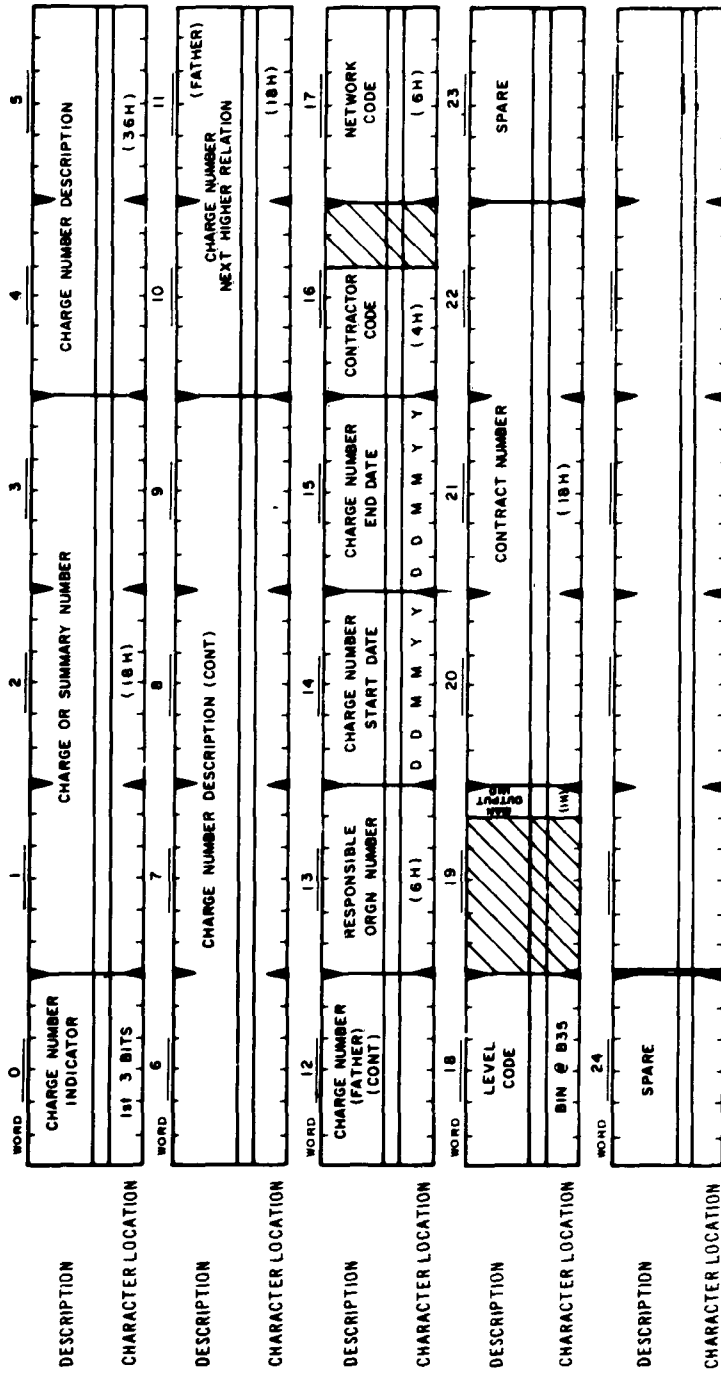 WORD 0 1 2 3 4 5
DESCRIPTION
CHARGE NUMBER
INDICATOR
CHARGE OR SUMMARY NUMBER
CHARGE NUMBER DESCRIPTION
CHARACTER LOCATION
1st 3 BITS
(18H)
(36H)
WORD 6 7 8 9 10 11
DESCRIPTION
CHARGE NUMBER DESCRIPTION (CONT)
CHARGE NUMBER (FATHER)
NEXT HIGHER RELATION
CHARACTER LOCATION
(18H)
WORD 12 13 14 15 16 17
DESCRIPTION
CHARGE NUMBER
(FATHER)
(CONT)
RESPONSIBLE
ORGN NUMBER
CHARGE NUMBER
START DATE
CHARGE NUMBER
END DATE
CONTRACTOR
CODE
NETWORK
CODE
CHARACTER LOCATION
(6H)
D D M M Y Y
D D M M Y Y
(4H)
(6H)
WORD 18 19 20 21 22 23
DESCRIPTION
LEVEL
CODE
OUTPUT
CONTRACT NUMBER
SPARE
CHARACTER LOCATION
BIN @ B35
(1H)
(18H)
WORD 24
DESCRIPTION
SPARE
CHARACTER LOCATION